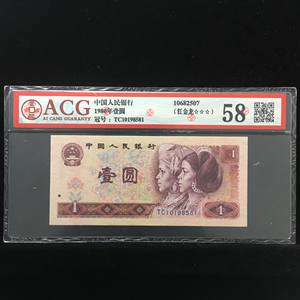 ACG
AI CANG GUARANTY
中国人民银行
1980年壹圆
冠号：TC10198581
10682507
(红金龙☆☆☆)
58
中国人民银行
1
壹圆
TC10198581
1
1